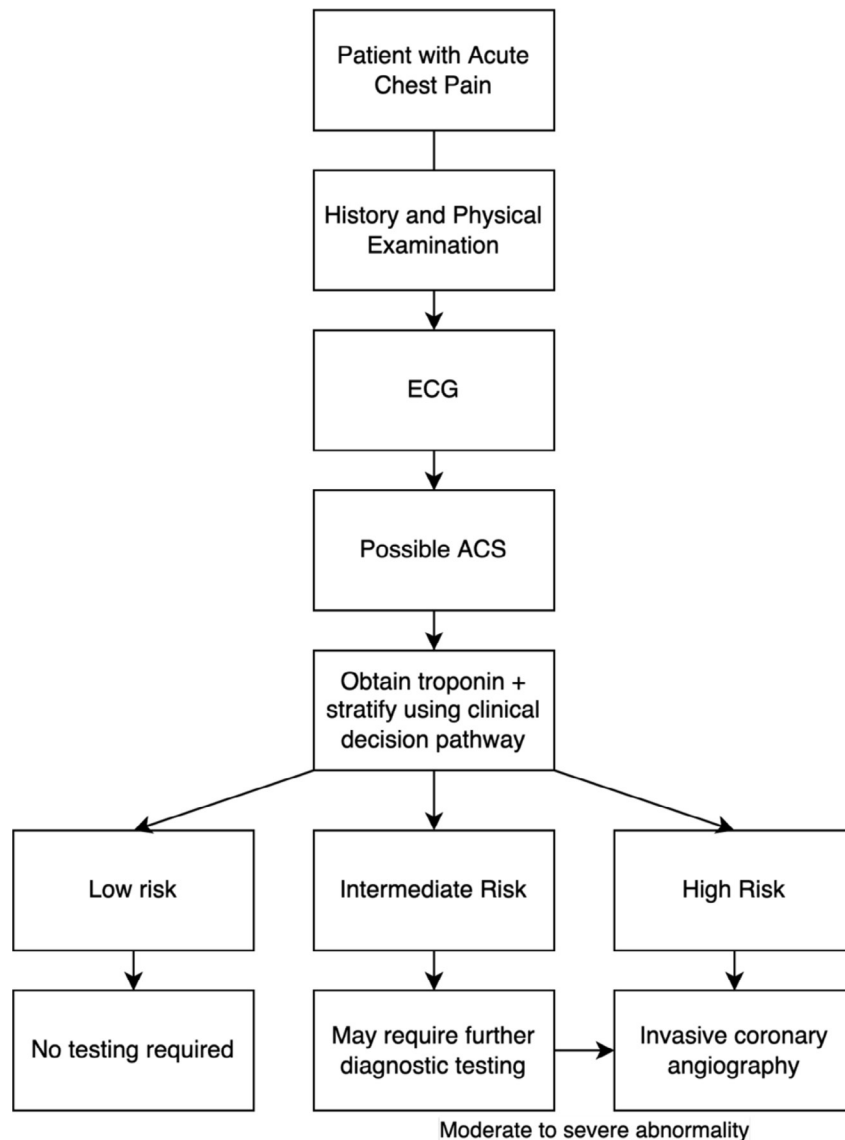 Patient with Acute
Chest Pain
History and Physical
Examination
ECG
Possible ACS
Obtain troponin +
stratify using clinical
decision pathway
Low risk
Intermediate Risk
High Risk
No testing required
May require further
diagnostic testing
Invasive coronary
angiography
Moderate to severe abnormality